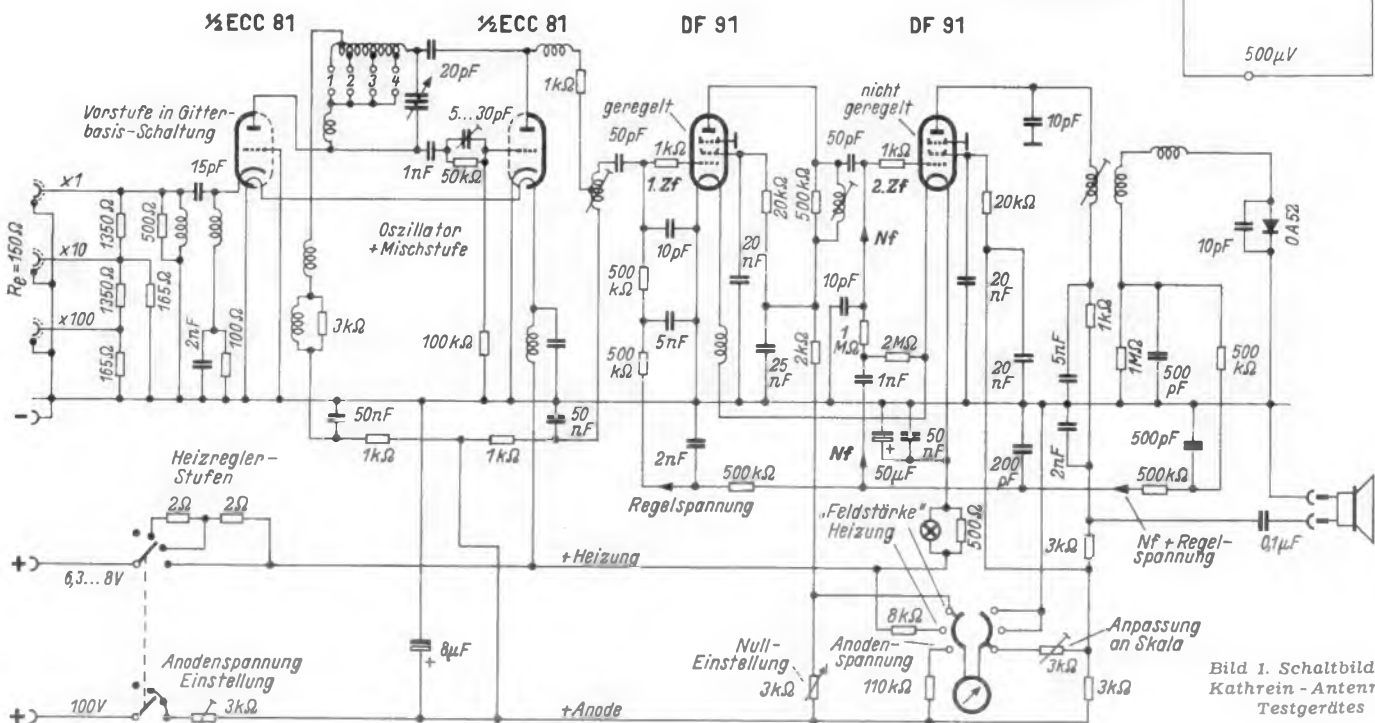 ½ECC 81
½ECC 81
DF 91
DF 91
500µV
Vorstufe in Gitter-
basis-Schaltung
1 2 3 4
20pF
5...30pF
1nF
50kΩ
1kΩ
geregelt
50pF
1kΩ
1. Zf
nicht
geregelt
50pF
1kΩ
2. Zf
10pF
15pF
x1
x10
x100
Re=150Ω
1350Ω
500Ω
1350Ω
165Ω
165Ω
2nF
100Ω
Oszillator
+Mischstufe
3kΩ
100kΩ
50nF
1kΩ
1kΩ
50
nF
10pF
500
kΩ
5nF
500
kΩ
2nF
20
nF
20kΩ
500kΩ
25
nF
2kΩ
Nf
10pF
1
MΩ
2MΩ
1nF
50µF
+
50
nF
Nf
20kΩ
20
nF
20
nF
200
pF
5nF
2nF
1kΩ
1MΩ
500
pF
500
kΩ
10pF
OA52
500pF
500kΩ
Nf+Regel-
spannung
0,1µF
Regelspannung
500kΩ
Heizregler-
Stufen
2Ω
2Ω
–
+
6,3...8V
+Heizung
„Feldstärke"
Heizung
500Ω
3kΩ
8kΩ
Anoden-
spannung
110kΩ
Null-
Einstellung
3kΩ
Anpassung
an Skala
3kΩ
3kΩ
8µF
+
Anodenspannung
Einstellung
+
100V
3kΩ
+Anode
Bild 1. Schaltbild
Kathrein-Antenn
Testgerätes